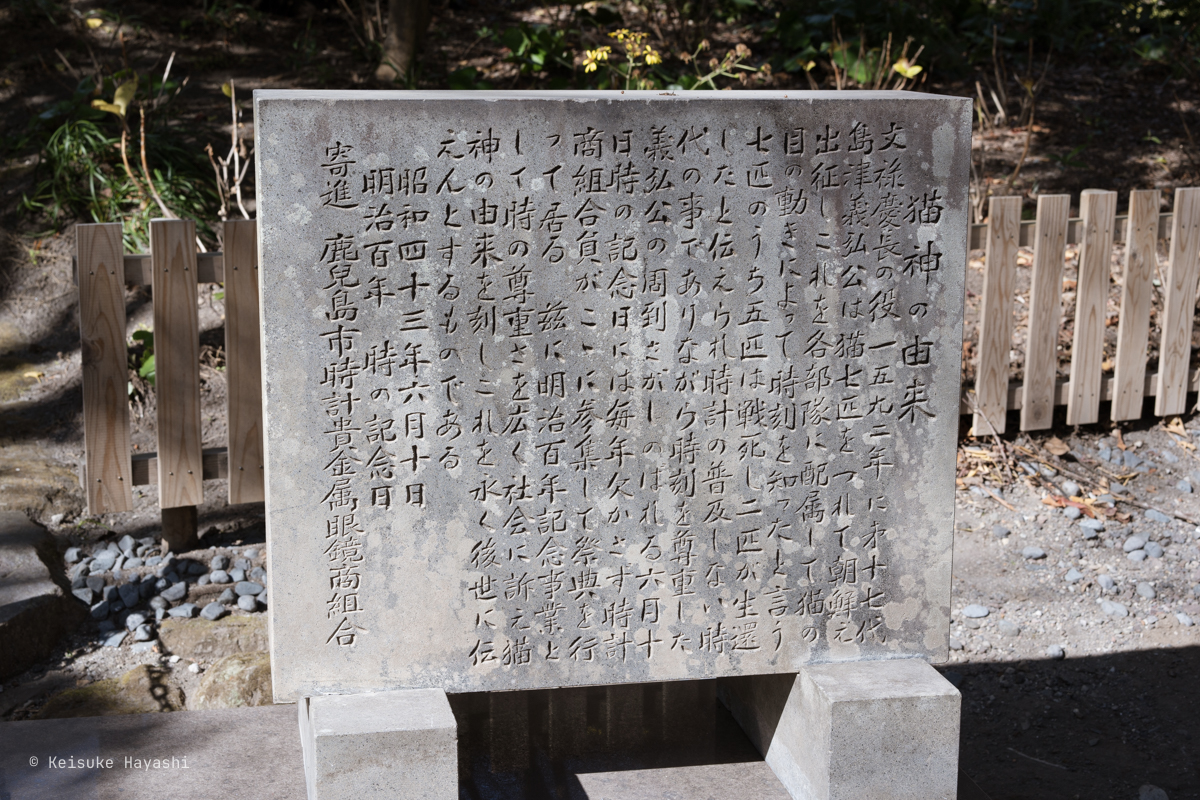 猫神の由来
文禄慶長の役一五九二年に才十七代
島津義弘公は猫七匹をつれて朝鮮え
出征しこれを各部隊に配属して猫の
目の動きによって時刻を知ったと言う
七匹のうち五匹は戦死し二匹が生還
したと伝えられ時計の普及しない時
代の事でありながら時刻を尊重した
義弘公の周到さがしのばれる六月十
日時の記念日には毎年欠かさず時計
商組合員がこゝに参集して祭典を行
って居る 茲に明治百年記念事業と
して時の尊重さを広く社会に訴え猫
神の由来を刻しこれを永く後世に伝
えんとするものである
昭和四十三年六月十日
明治百年 時の記念日
寄進 鹿児島市時計貴金属眼鏡商組合
© Keisuke Hayashi